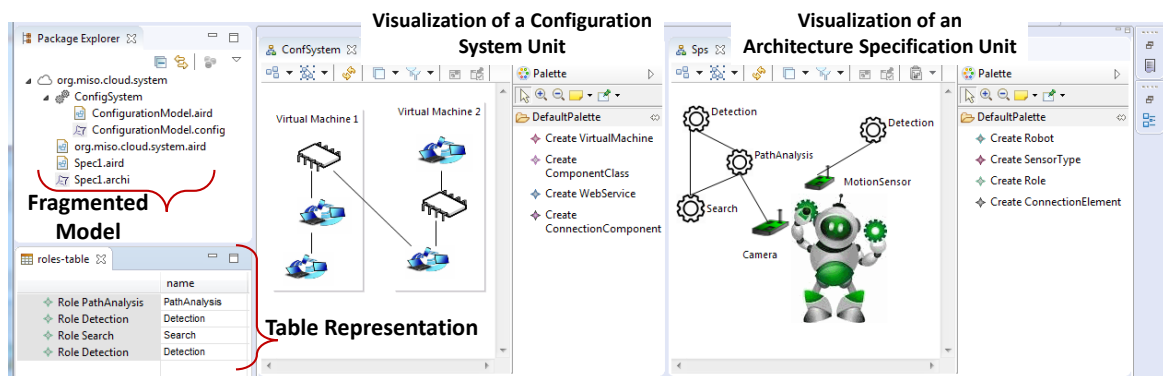 Visualization of a Configuration
System Unit
Visualization of an
Architecture Specification Unit
Package Explorer
org.miso.cloud.system
ConfigSystem
ConfigurationModel.aird
ConfigurationModel.config
org.miso.cloud.system.aird
Spec1.aird
Spec1.archi
Fragmented
Model
roles-table
name
Role PathAnalysis PathAnalysis
Role Detection Detection
Role Search Search
Role Detection Detection
Table Representation
ConfSystem
Virtual Machine 1
Virtual Machine 2
Palette
DefaultPalette
Create VirtualMachine
Create
ComponentClass
Create WebService
Create
ConnectionComponent
Sps
Detection
Detection
PathAnalysis
MotionSensor
Search
Camera
Palette
DefaultPalette
Create Robot
Create SensorType
Create Role
Create ConnectionElement